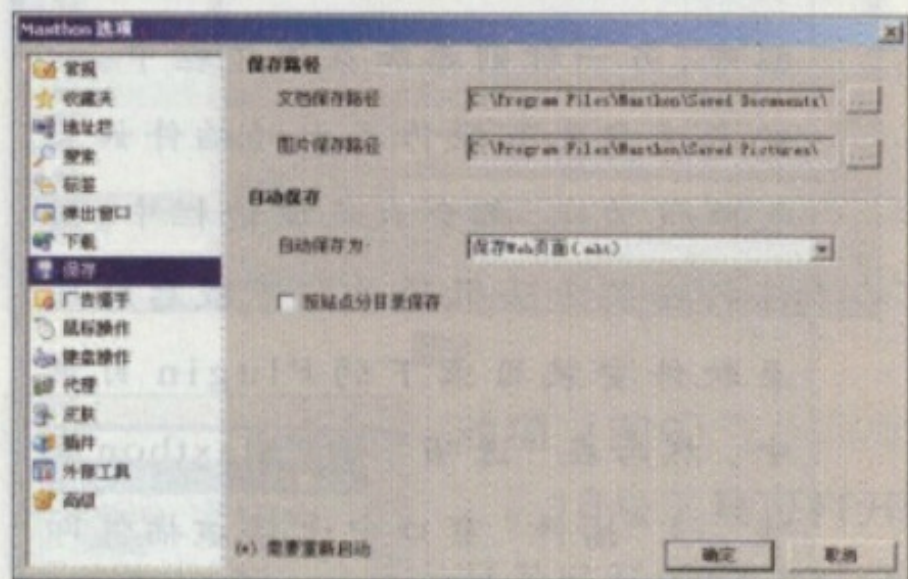 Maxthon 选项
常规
收藏夹
地址栏
搜索
标签
弹出窗口
下载
保存
广告猎手
鼠标操作
键盘操作
代理
皮肤
插件
外部工具
高级
保存路径
文档保存路径 C:\Program Files\Maxthon\Saved Documents\ ...
图片保存路径 C:\Program Files\Maxthon\Saved Pictures\ ...
自动保存
自动保存为: 保存Web页面(.mht)
按站点分目录保存
(*) 需要重新启动
确定 取消